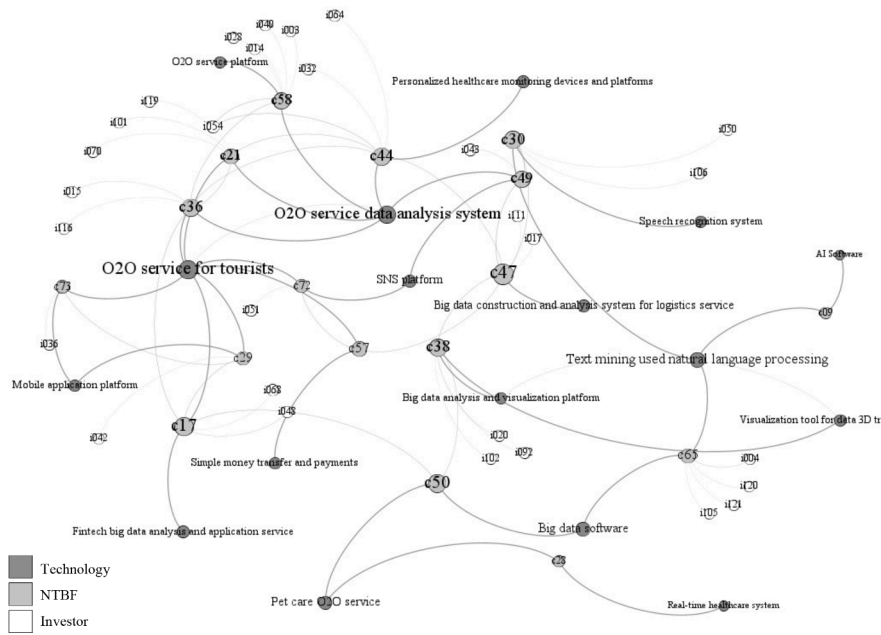 i064
i040
i003
i028
i014
O2O service platform
i032
Personalized healthcare monitoring devices and platforms
c58
i119
i101
i054
i050
c30
i043
i070
c21
c44
i106
c49
i015
c36
O2O service data analysis system
i111
Speech recognition system
i116
i017
AI Software
O2O service for tourists
c47
SNS platform
c73
c72
Big data construction and analysis system for logistics service
i051
c09
i036
c29
c57
c38
Text mining used natural language processing
Mobile application platform
i068
Big data analysis and visualization platform
i048
Visualization tool for data 3D tr
c17
i042
i020
i102
i092
c65
i004
Simple money transfer and payments
c50
i120
i121
i105
Fintech big data analysis and application service
Big data software
c28
Technology
NTBF
Investor
Pet care O2O service
Real-time healthcare system